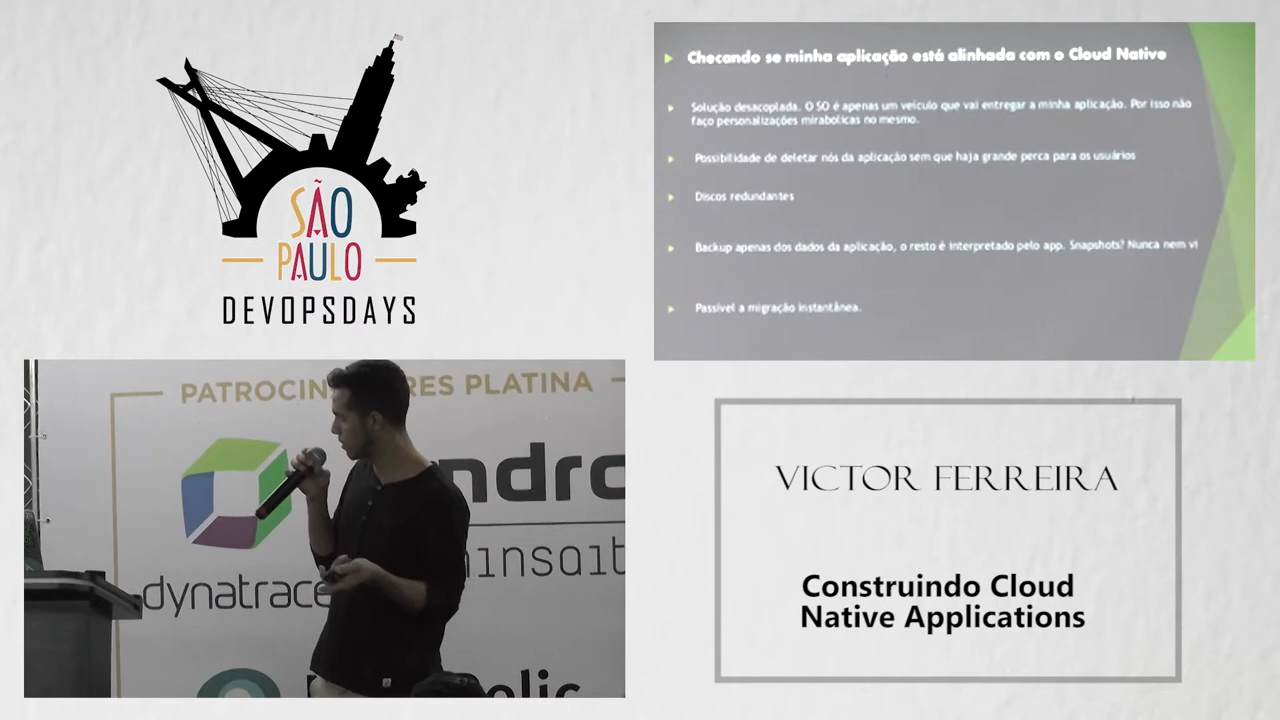 SÃO
PAULO
DEVOPSDAYS
Checando se minha aplicação está alinhada com o Cloud Native
Solução desacoplada. O SO é apenas um veículo que vai entregar a minha aplicação. Por isso não
faço personalizações mirabolicas no mesmo.
Possibilidade de deletar nós da aplicação sem que haja grande perca para os usuários
Discos redundantes
Backup apenas dos dados da aplicação, o resto é interpretado pelo app. Snapshots? Nunca nem vi
Passível a migração instantânea.
PATROCIN RES PLATINA
ndro
dynatrace
minsait
elic
VICTOR FERREIRA
Construindo Cloud
Native Applications